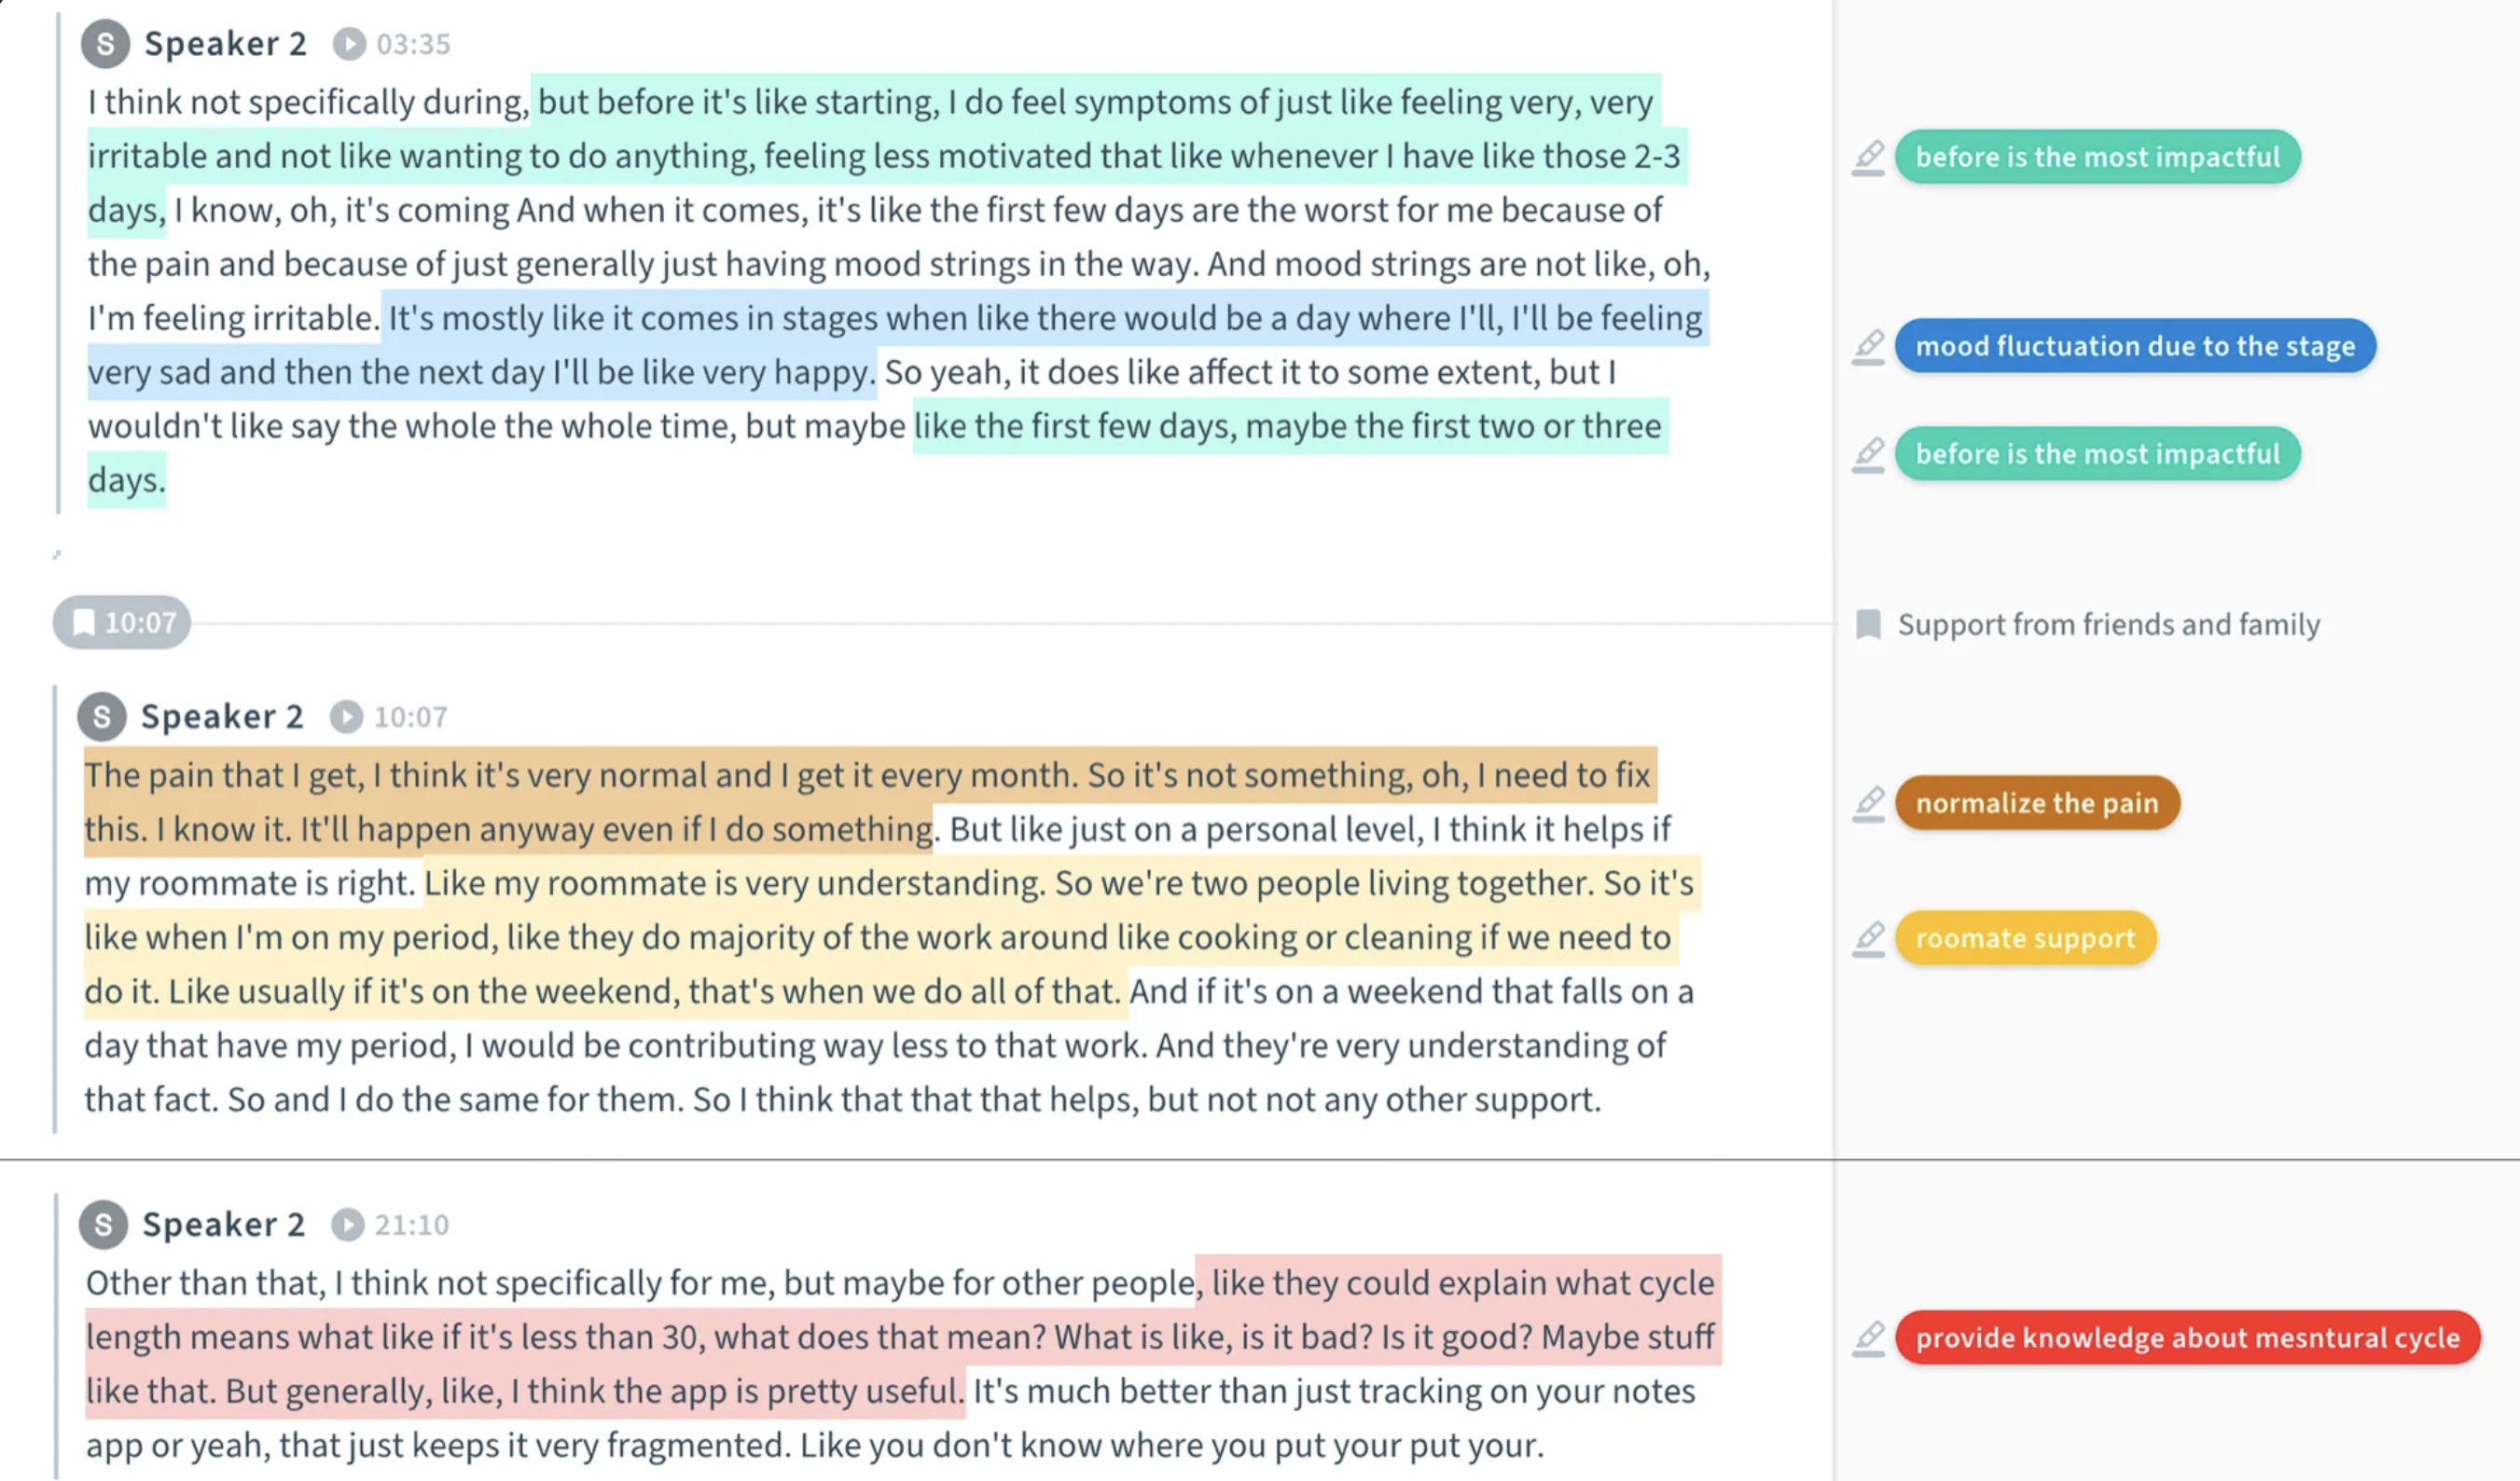 S Speaker 2 03:35
I think not specifically during, but before it's like starting, I do feel symptoms of just like feeling very, very
irritable and not like wanting to do anything, feeling less motivated that like whenever I have like those 2-3
before is the most impactful
days, I know, oh, it's coming And when it comes, it's like the first few days are the worst for me because of
the pain and because of just generally just having mood strings in the way. And mood strings are not like, oh,
I'm feeling irritable. It's mostly like it comes in stages when like there would be a day where I'll, I'll be feeling
mood fluctuation due to the stage
very sad and then the next day I'll be like very happy. So yeah, it does like affect it to some extent, but I
wouldn't like say the whole the whole time, but maybe like the first few days, maybe the first two or three
before is the most impactful
days.
10:07
Support from friends and family
S Speaker 2 10:07
The pain that I get, I think it's very normal and I get it every month. So it's not something, oh, I need to fix
normalize the pain
this. I know it. It'll happen anyway even if I do something. But like just on a personal level, I think it helps if
my roommate is right. Like my roommate is very understanding. So we're two people living together. So it's
like when I'm on my period, like they do majority of the work around like cooking or cleaning if we need to
roomate support
do it. Like usually if it's on the weekend, that's when we do all of that. And if it's on a weekend that falls on a
day that have my period, I would be contributing way less to that work. And they're very understanding of
that fact. So and I do the same for them. So I think that that that helps, but not not any other support.
S Speaker 2 21:10
Other than that, I think not specifically for me, but maybe for other people, like they could explain what cycle
length means what like if it's less than 30, what does that mean? What is like, is it bad? Is it good? Maybe stuff
provide knowledge about mesntural cycle
like that. But generally, like, I think the app is pretty useful. It's much better than just tracking on your notes
app or yeah, that just keeps it very fragmented. Like you don't know where you put your put your.